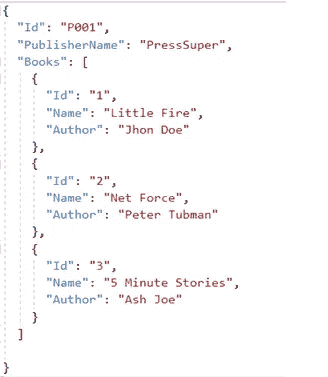 {
"Id": "P001",
"PublisherName": "PressSuper",
"Books": [
{
"Id": "1",
"Name": "Little Fire",
"Author": "Jhon Doe"
},
{
"Id": "2",
"Name": "Net Force",
"Author": "Peter Tubman"
},
{
"Id": "3",
"Name": "5 Minute Stories",
"Author": "Ash Joe"
}
]
}